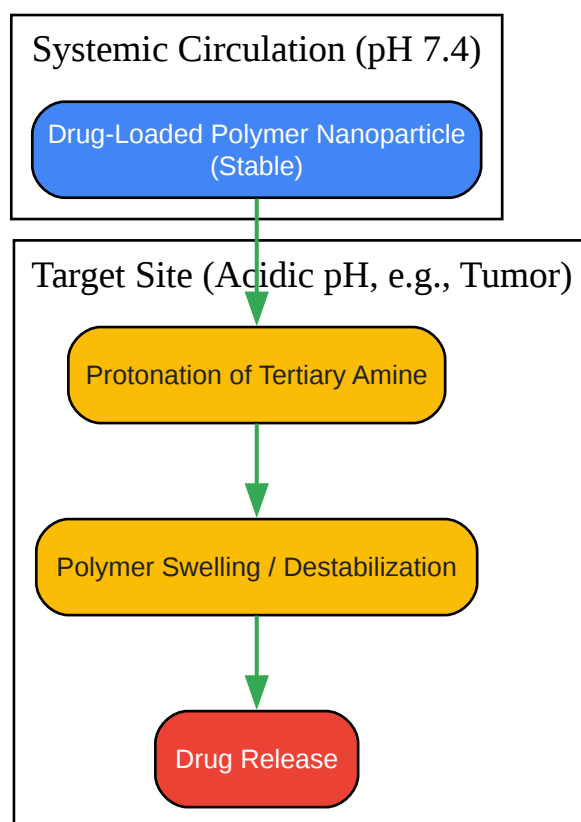 Systemic Circulation (pH 7.4)
Drug-Loaded Polymer Nanoparticle
(Stable)
Target Site (Acidic pH, e.g., Tumor)
Protonation of Tertiary Amine
Polymer Swelling / Destabilization
Drug Release